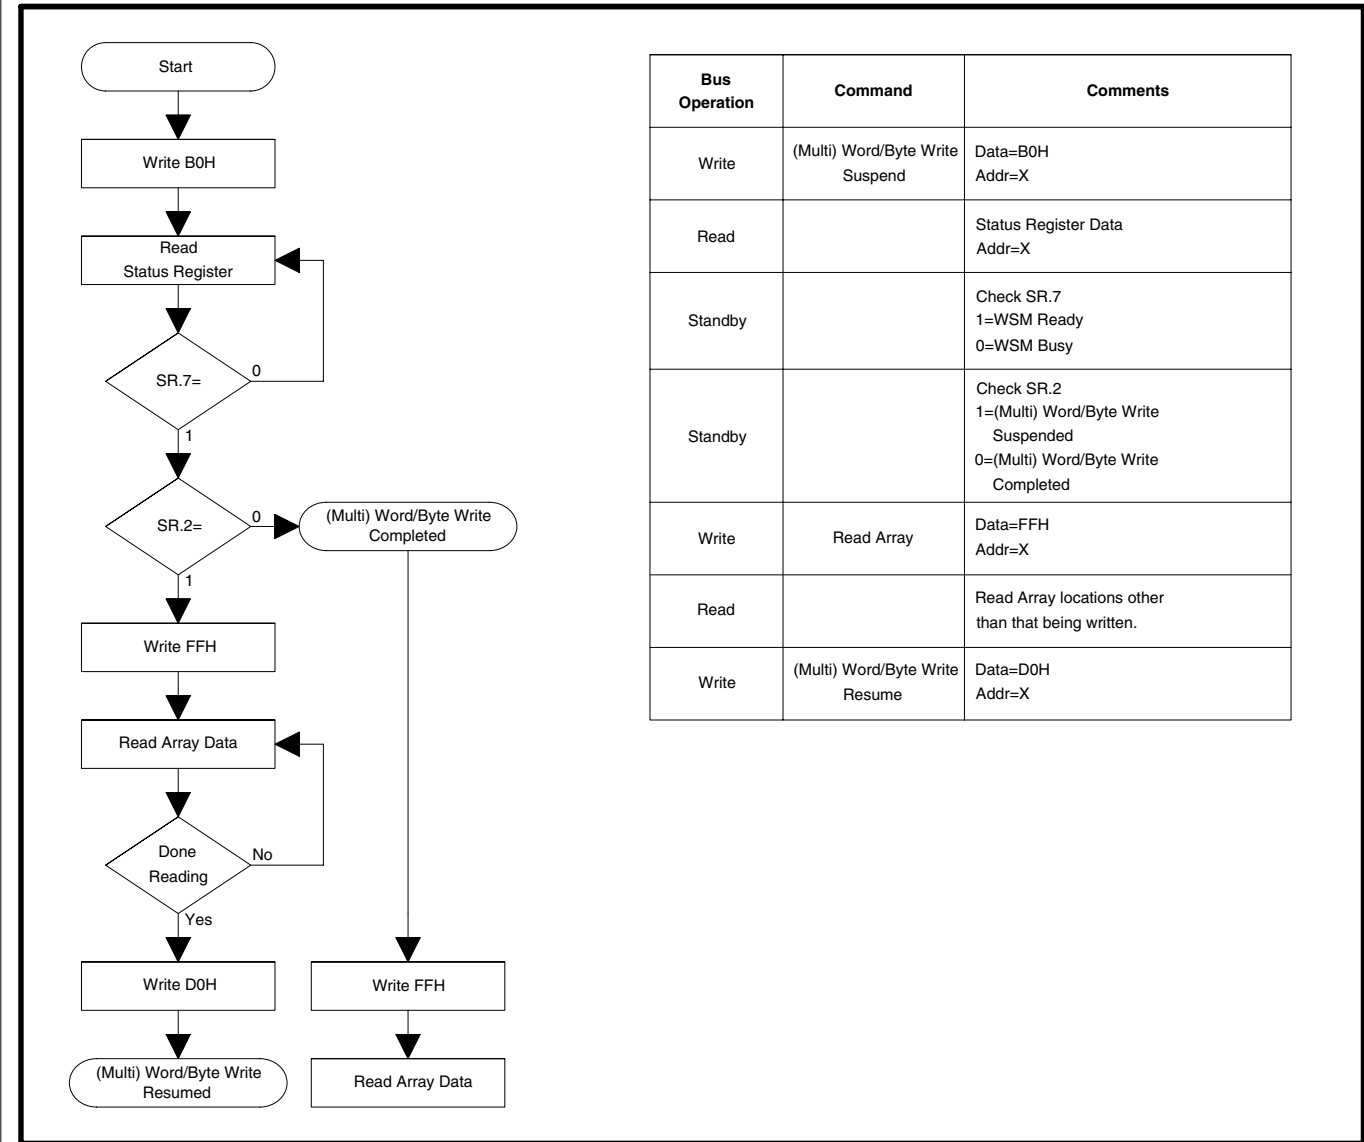 Start
Write B0H
Read
Status Register
SR.7=
0
1
SR.2=
0
(Multi) Word/Byte Write
Completed
1
Write FFH
Read Array Data
Done
Reading
No
Yes
Write D0H
Write FFH
(Multi) Word/Byte Write
Resumed
Read Array Data
Bus
Operation
Command
Comments
Write
(Multi) Word/Byte Write
Suspend
Data=B0H
Addr=X
Read
Status Register Data
Addr=X
Standby
Check SR.7
1=WSM Ready
0=WSM Busy
Standby
Check SR.2
1=(Multi) Word/Byte Write
Suspended
0=(Multi) Word/Byte Write
Completed
Write
Read Array
Data=FFH
Addr=X
Read
Read Array locations other
than that being written.
Write
(Multi) Word/Byte Write
Resume
Data=D0H
Addr=X